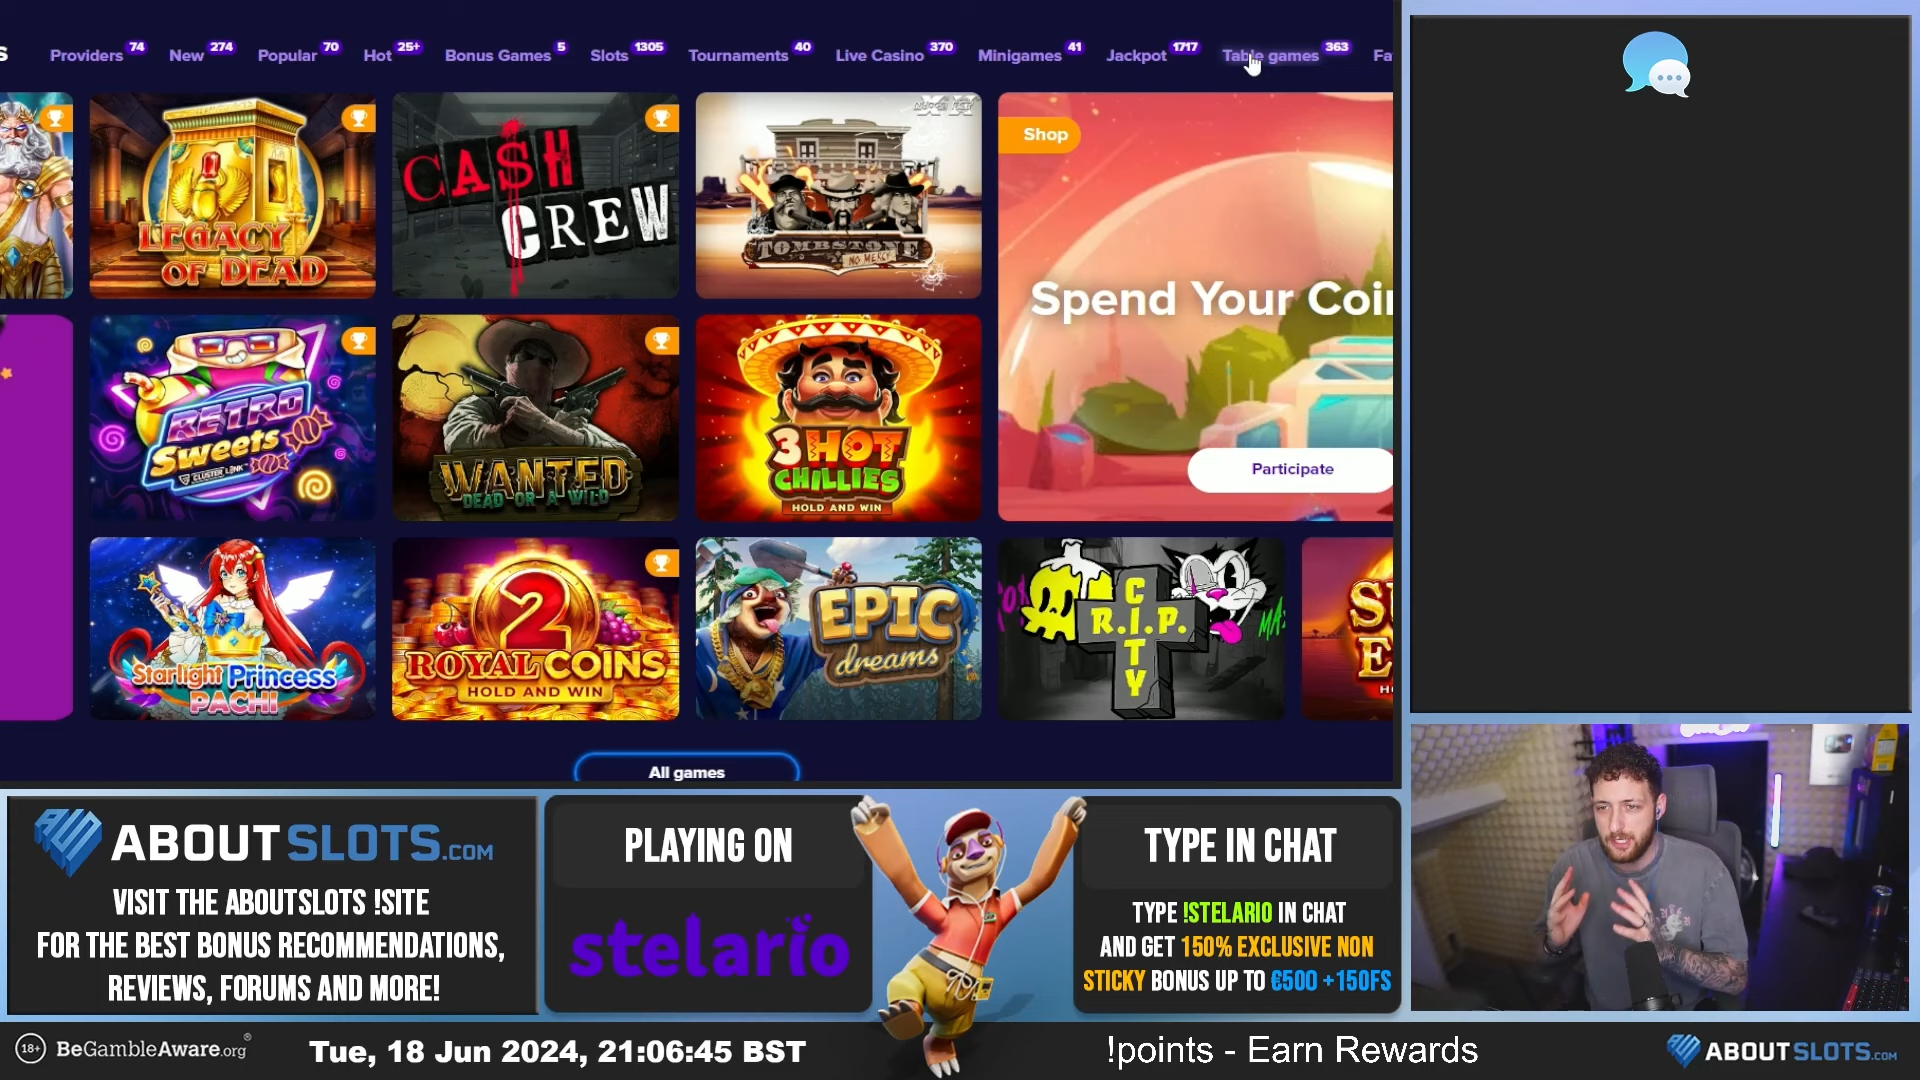 S Providers 74 New 274 Popular 70 Hot 25+ Bonus Games 5 Slots 1305 Tournaments 40 Live Casino 370 Minigames 41 Jackpot 1717 Table games 363 Fa
LEGACY
OF DEAD
CASH
CREW
TOMBSTONE
NO MERCY
Shop
Spend Your Coi
Participate
RETRO
Sweets
CLUSTER LINK
WANTED
DEAD OR A WILD
3 HOT
CHILLIES
HOLD AND WIN
Starlight Princess
PACHI
2
ROYAL COINS
HOLD AND WIN
EPIC
dreams
R.I.P.
CITY
MAX
All games
ABOUTSLOTS.COM
VISIT THE ABOUTSLOTS !SITE
FOR THE BEST BONUS RECOMMENDATIONS,
REVIEWS, FORUMS AND MORE!
PLAYING ON
stelario
TYPE IN CHAT
TYPE !STELARIO IN CHAT
AND GET 150% EXCLUSIVE NON
STICKY BONUS UP TO €500 +150FS
18+ BeGambleAware.org®
Tue, 18 Jun 2024, 21:06:45 BST
!points - Earn Rewards
ABOUTSLOTS.COM